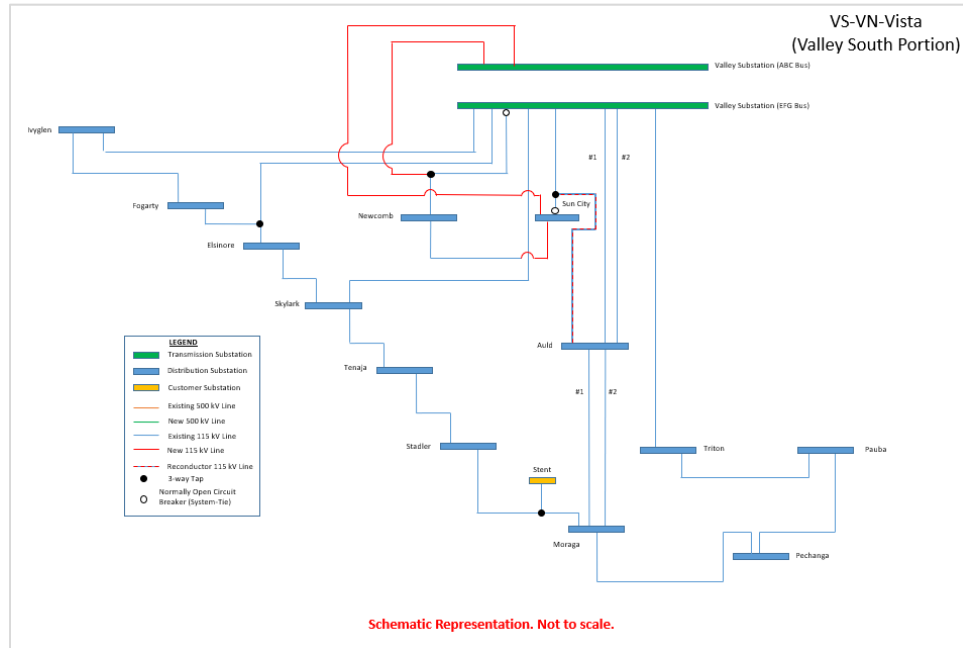 VS-VN-Vista
(Valley South Portion)
Valley Substation (ABC Bus)
Valley Substation (EFG Bus)
Ivyglen
#1
#2
Fogarty
Newcomb
Sun City
Elsinore
Skylark
LEGEND
Transmission Substation
Distribution Substation
Customer Substation
Existing 500 kV Line
New 500 kV Line
Existing 115 kV Line
New 115 kV Line
Reconductor 115 kV Line
3-way Tap
Normally Open Circuit
Breaker (System-Tie)
Auld
Tenaja
#1
#2
Stadler
Triton
Pauba
Stent
Moraga
Pechanga
Schematic Representation. Not to scale.